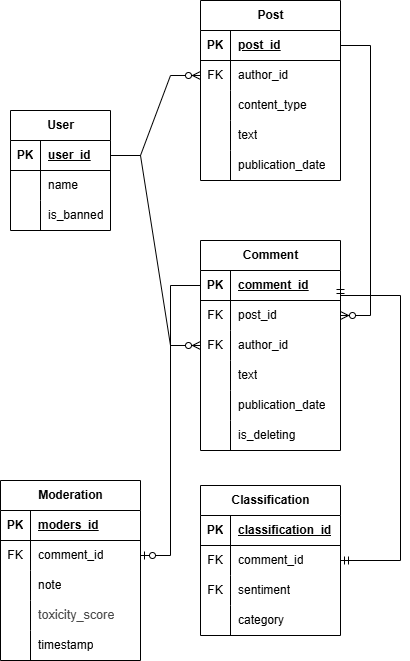 Post
PK post_id
FK author_id
content_type
text
publication_date
User
PK user_id
name
is_banned
Comment
PK comment_id
FK post_id
FK author_id
text
publication_date
is_deleting
Moderation
PK moders_id
FK comment_id
note
toxicity_score
timestamp
Classification
PK classification_id
FK comment_id
FK sentiment
category